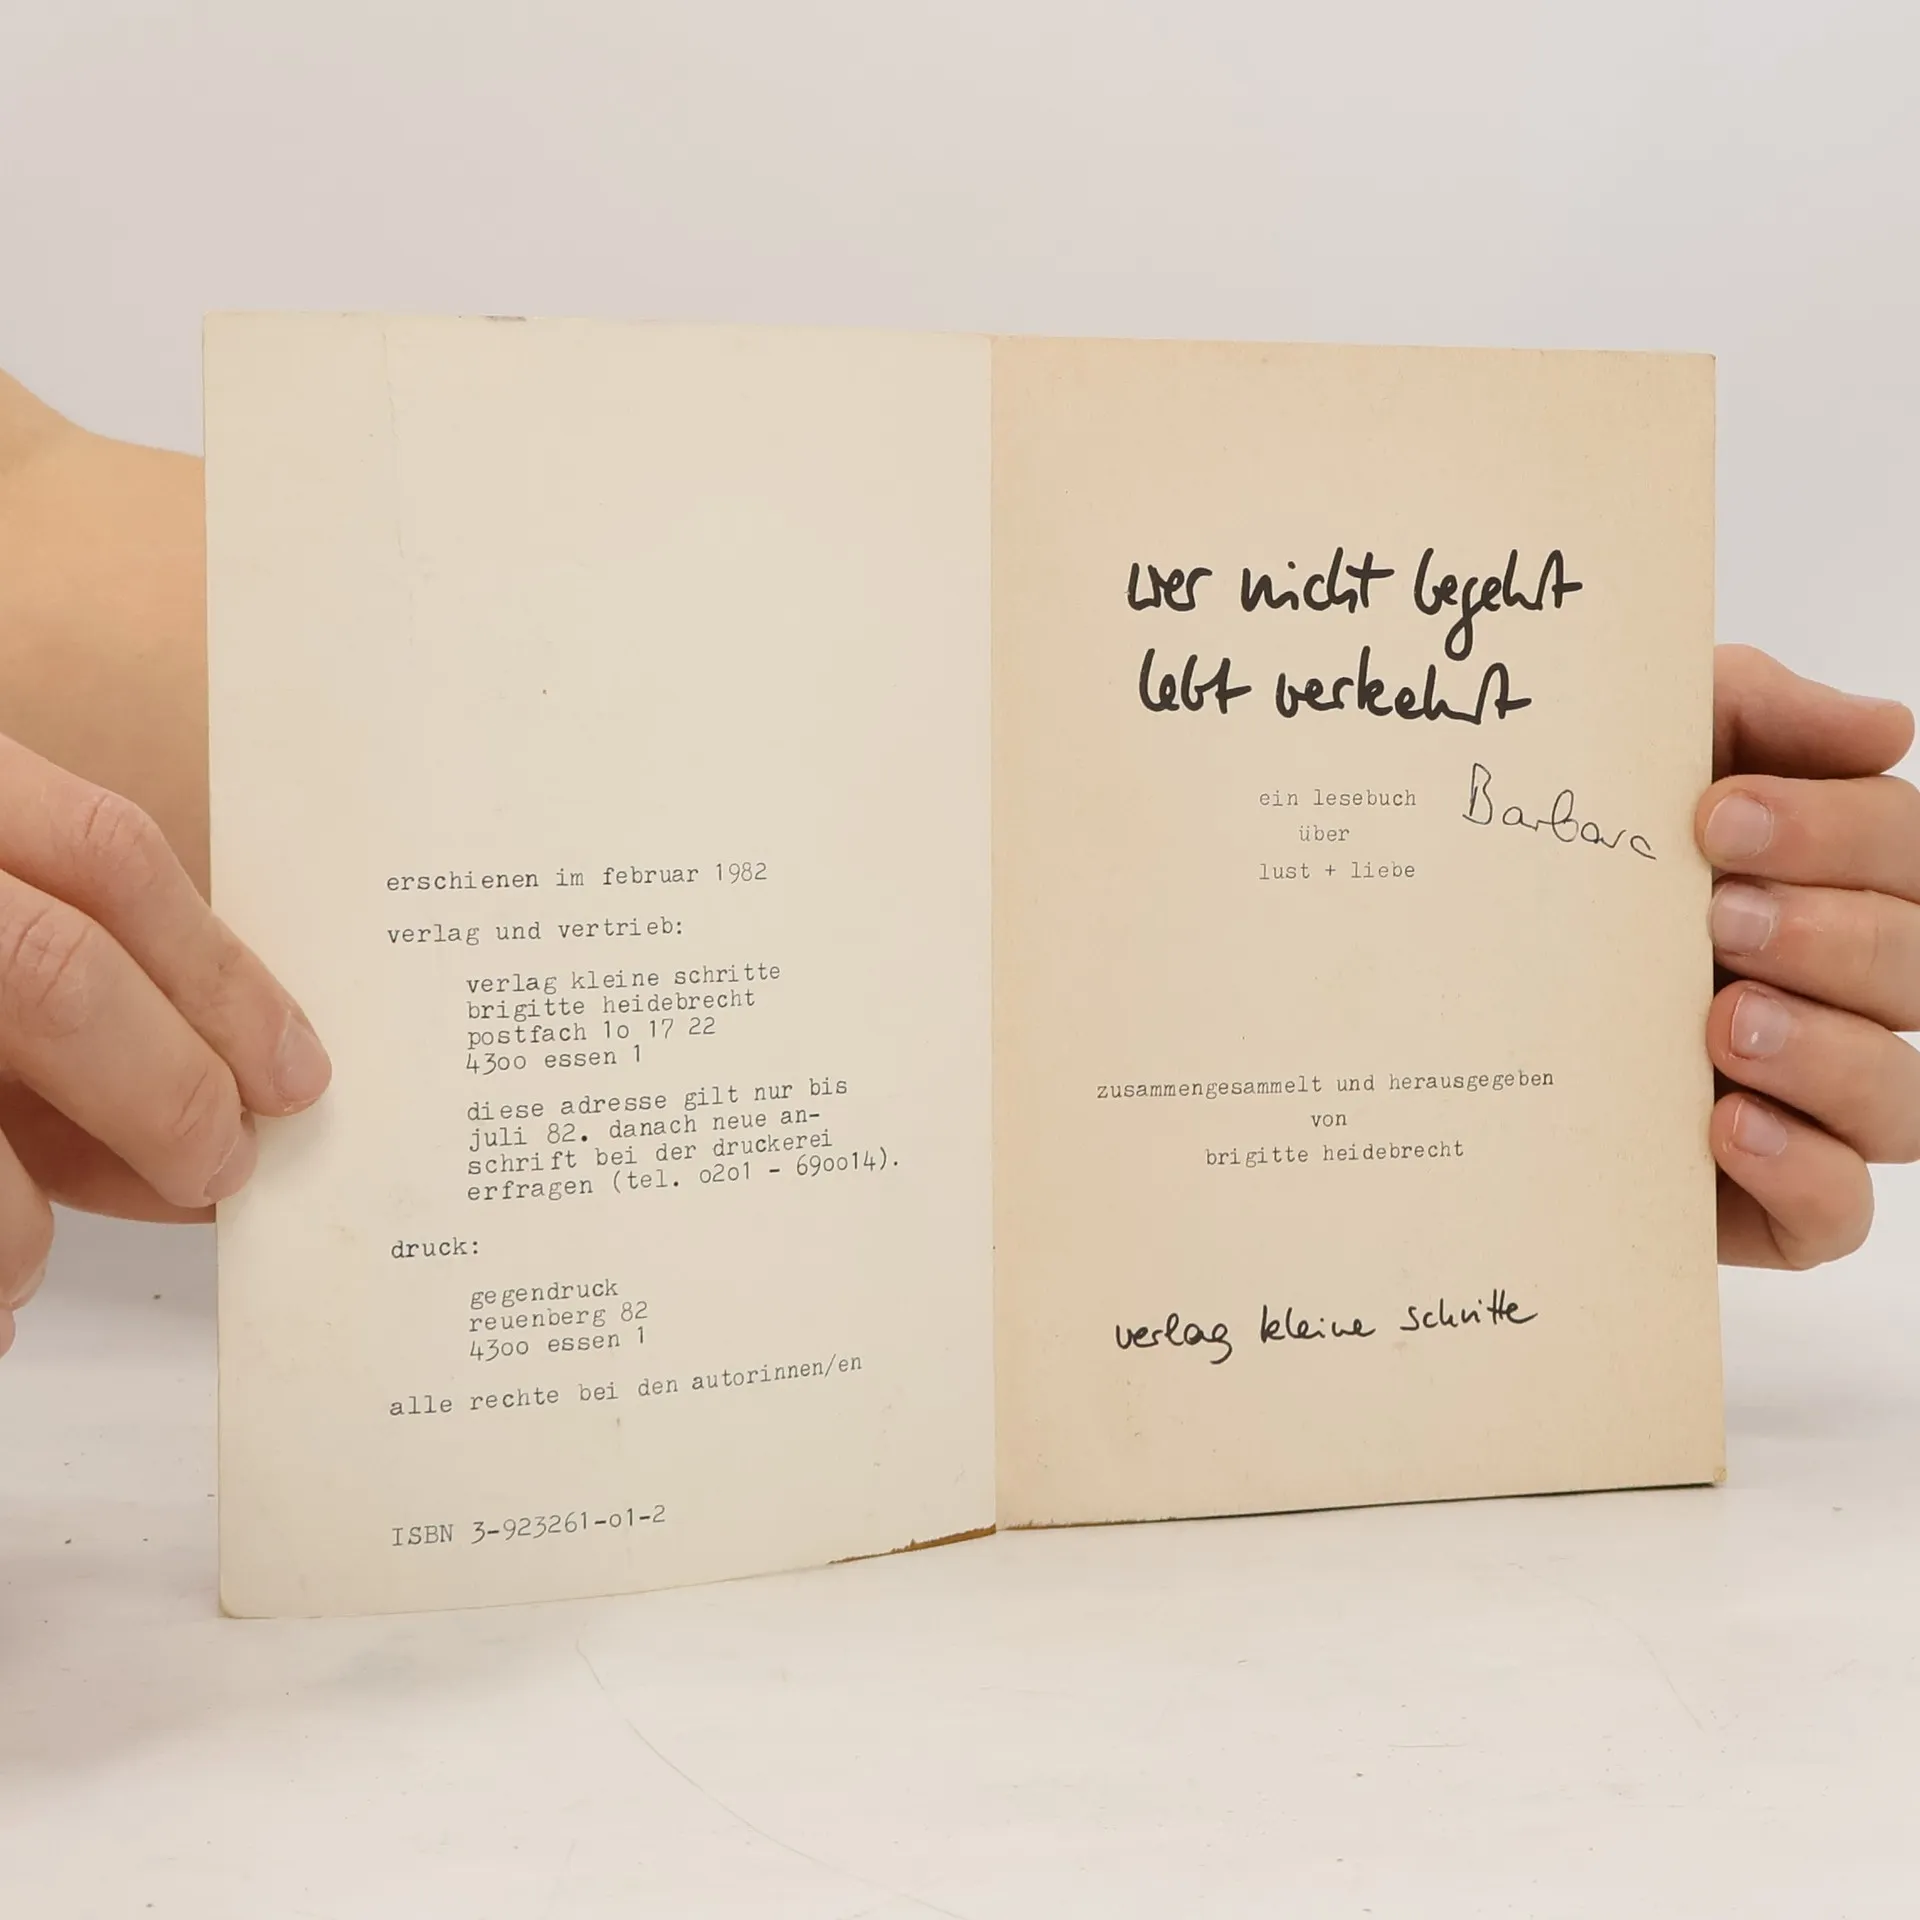 erschienen im februar 1982
verlag und vertrieb:
verlag kleine schritte
brigitte heidebrecht
postfach 1o 17 22
43oo essen 1
diese adresse gilt nur bis
juli 82. danach neue an-
schrift bei der druckerei
erfragen (tel. o2o1 - 69oo14).
druck:
gegendruck
reuenberg 82
43oo essen 1
alle rechte bei den autorinnen/en
ISBN 3-923261-o1-2
wer nicht begehrt
lebt verkehrt
Barbara
ein lesebuch
über
lust + liebe
zusammengesammelt und herausgegeben
von
brigitte heidebrecht
verlag kleine schritte